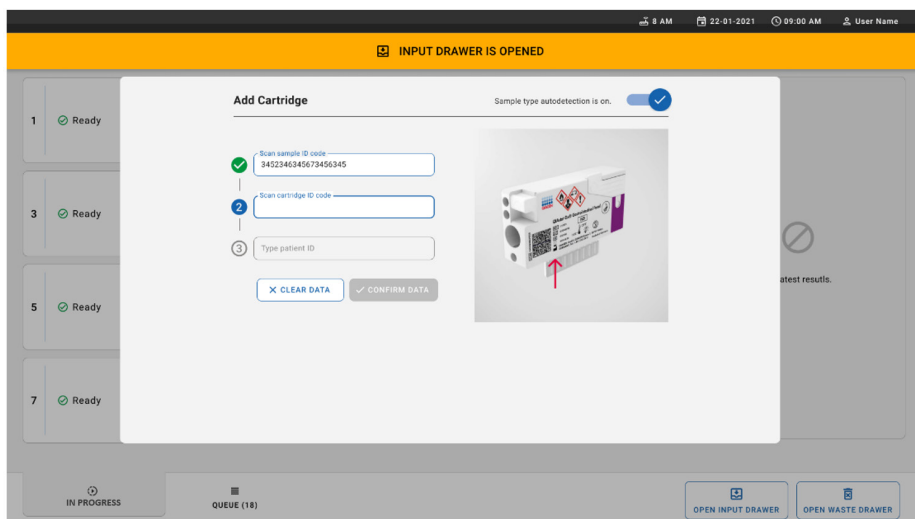 8 AM 22-01-2021 09:00 AM User Name
INPUT DRAWER IS OPENED
Add Cartridge
Sample type autodetection is on.
1 Ready
Scan sample ID code
3452346345673456345
2 Scan cartridge ID code
3 Ready
3 Type patient ID
CLEAR DATA CONFIRM DATA
atest resutls.
5 Ready
7 Ready
IN PROGRESS
QUEUE (18)
OPEN INPUT DRAWER
OPEN WASTE DRAWER